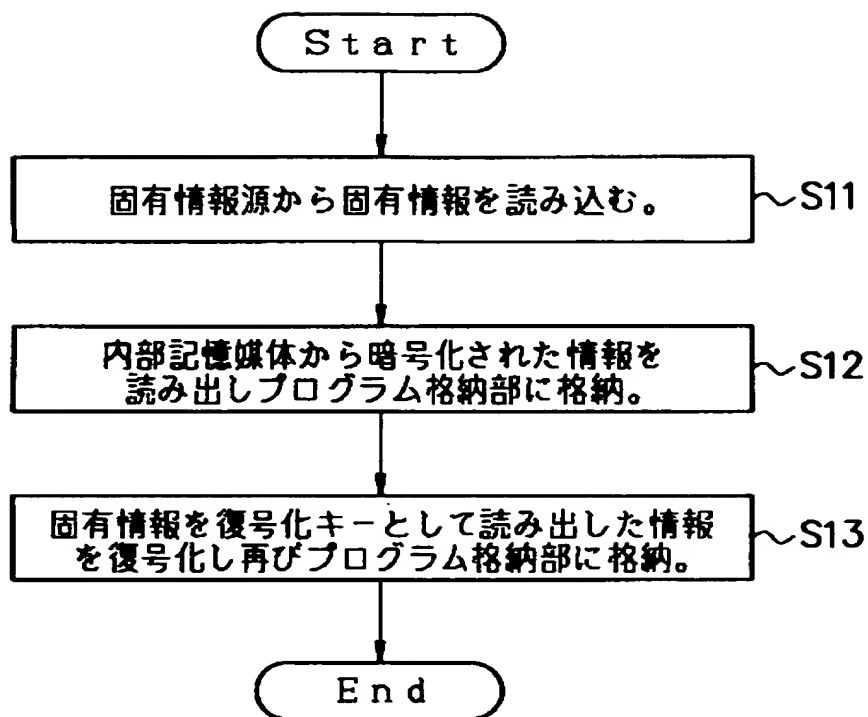 Start
固有情報源から固有情報を読み込む。
S11
内部記憶媒体から暗号化された情報を
読み出しプログラム格納部に格納。
S12
固有情報を復号化キーとして読み出した情報
を復号化し再びプログラム格納部に格納。
S13
End